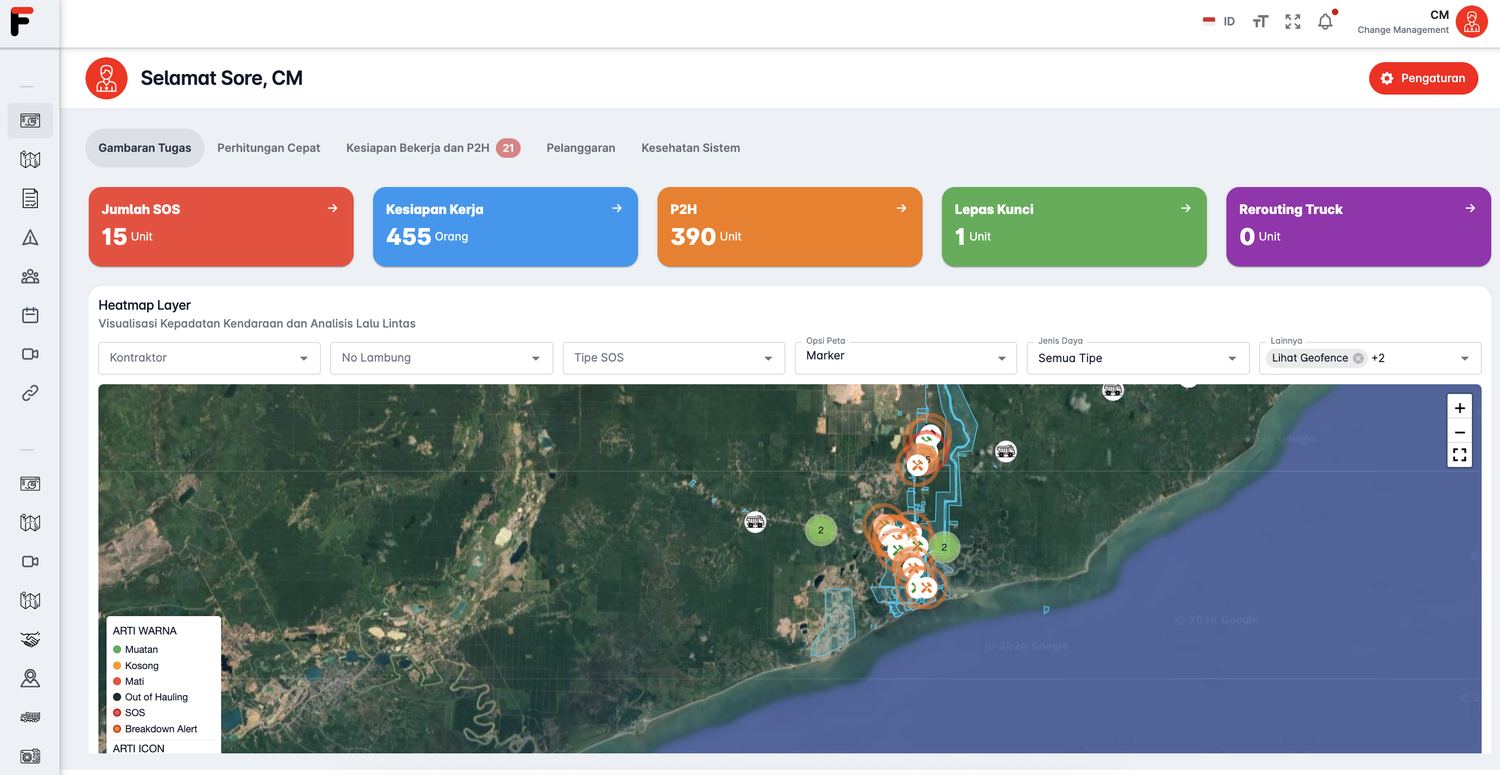 F
ID
CM
Change Management
Selamat Sore, CM
Pengaturan
Gambaran Tugas
Perhitungan Cepat
Kesiapan Bekerja dan P2H 21
Pelanggaran
Kesehatan Sistem
Jumlah SOS
15 Unit
Kesiapan Kerja
455 Orang
P2H
390 Unit
Lepas Kunci
1 Unit
Rerouting Truck
0 Unit
Heatmap Layer
Visualisasi Kepadatan Kendaraan dan Analisis Lalu Lintas
Kontraktor
No Lambung
Tipe SOS
Opsi Peta
Marker
Jenis Daya
Semua Tipe
Lainnya
Lihat Geofence +2
+
−
2
2
© 2026 Google
© 2026 Google
ARTI WARNA
Muatan
Kosong
Mati
Out of Hauling
SOS
Breakdown Alert
ARTI ICON